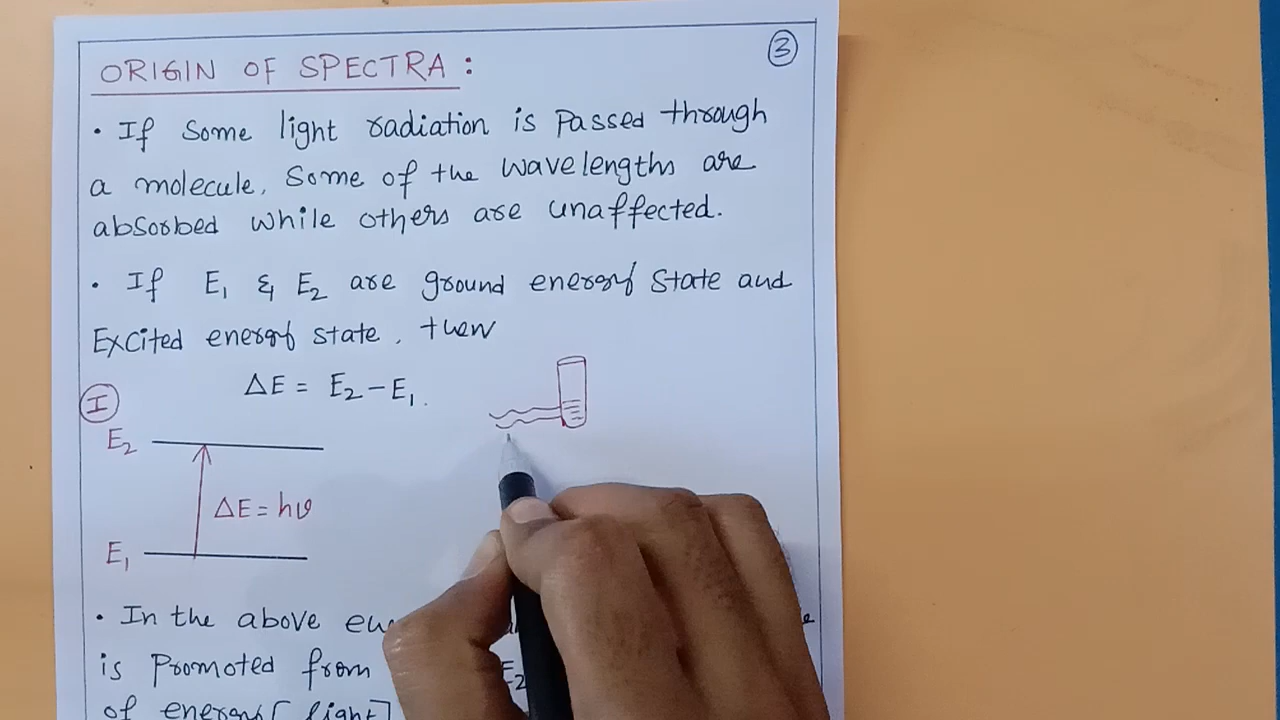 ORIGIN OF SPECTRA :
3
• If some light radiation is passed through
a molecule, some of the wavelengths are
absorbed while others are unaffected.
• If E₁ & E₂ are ground energy state and
Excited energy state, then
ΔE = E₂ – E₁.
I
E₂
ΔE = hν
E₁
• In the above
is promoted from E₂
of energy [light]